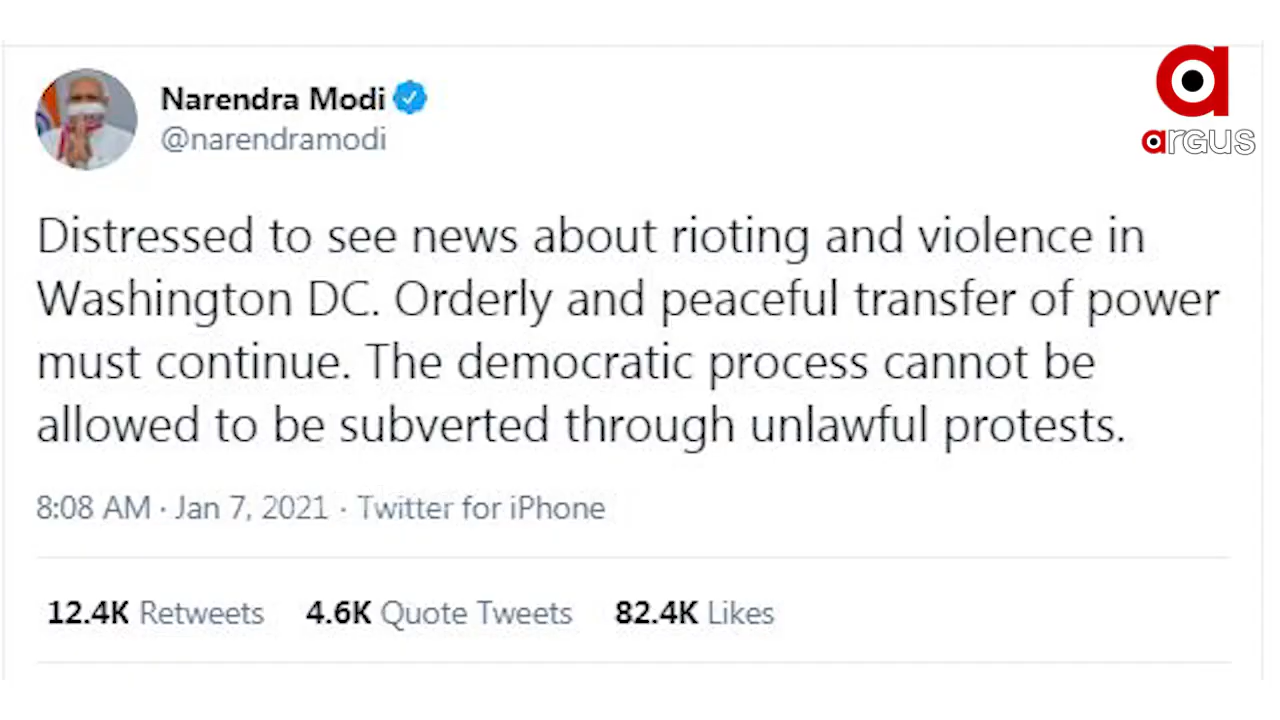 Narendra Modi
@narendramodi
argus
Distressed to see news about rioting and violence in
Washington DC. Orderly and peaceful transfer of power
must continue. The democratic process cannot be
allowed to be subverted through unlawful protests.
8:08 AM · Jan 7, 2021 · Twitter for iPhone
12.4K Retweets 4.6K Quote Tweets 82.4K Likes